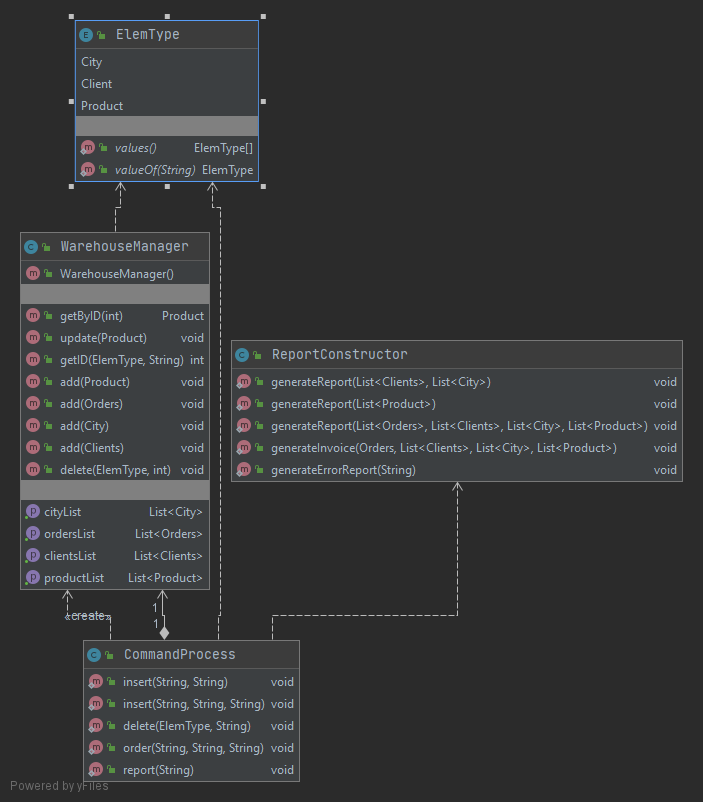 ElemType
City
Client
Product
values() ElemType[]
valueOf(String) ElemType
WarehouseManager
WarehouseManager()
getByID(int) Product
update(Product) void
getID(ElemType, String) int
add(Product) void
add(Orders) void
add(City) void
add(Clients) void
delete(ElemType, int) void
cityList List<City>
ordersList List<Orders>
clientsList List<Clients>
productList List<Product>
ReportConstructor
generateReport(List<Clients>, List<City>) void
generateReport(List<Product>) void
generateReport(List<Orders>, List<Clients>, List<City>, List<Product>) void
generateInvoice(Orders, List<Clients>, List<City>, List<Product>) void
generateErrorReport(String) void
«create»
1
1
CommandProcess
insert(String, String) void
insert(String, String, String) void
delete(ElemType, String) void
order(String, String, String) void
report(String) void
Powered by yFiles